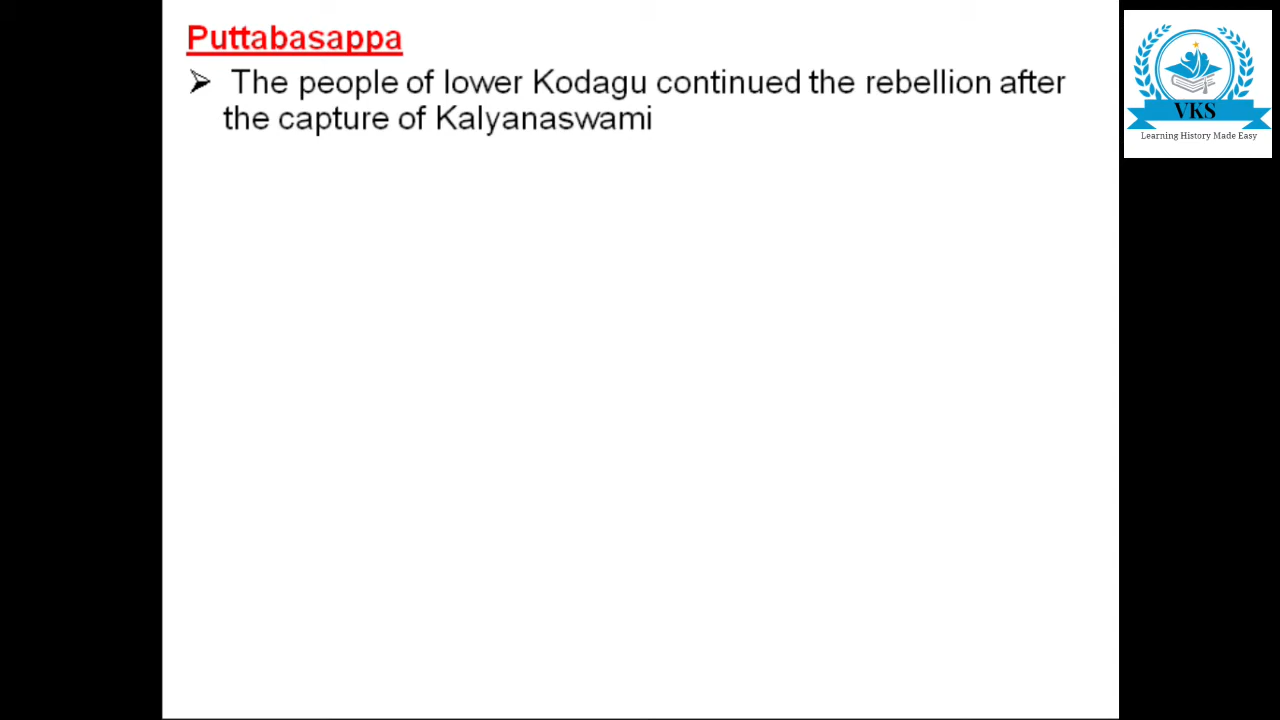 Puttabasappa
➢ The people of lower Kodagu continued the rebellion after
the capture of Kalyanaswami
VKS
Learning History Made Easy